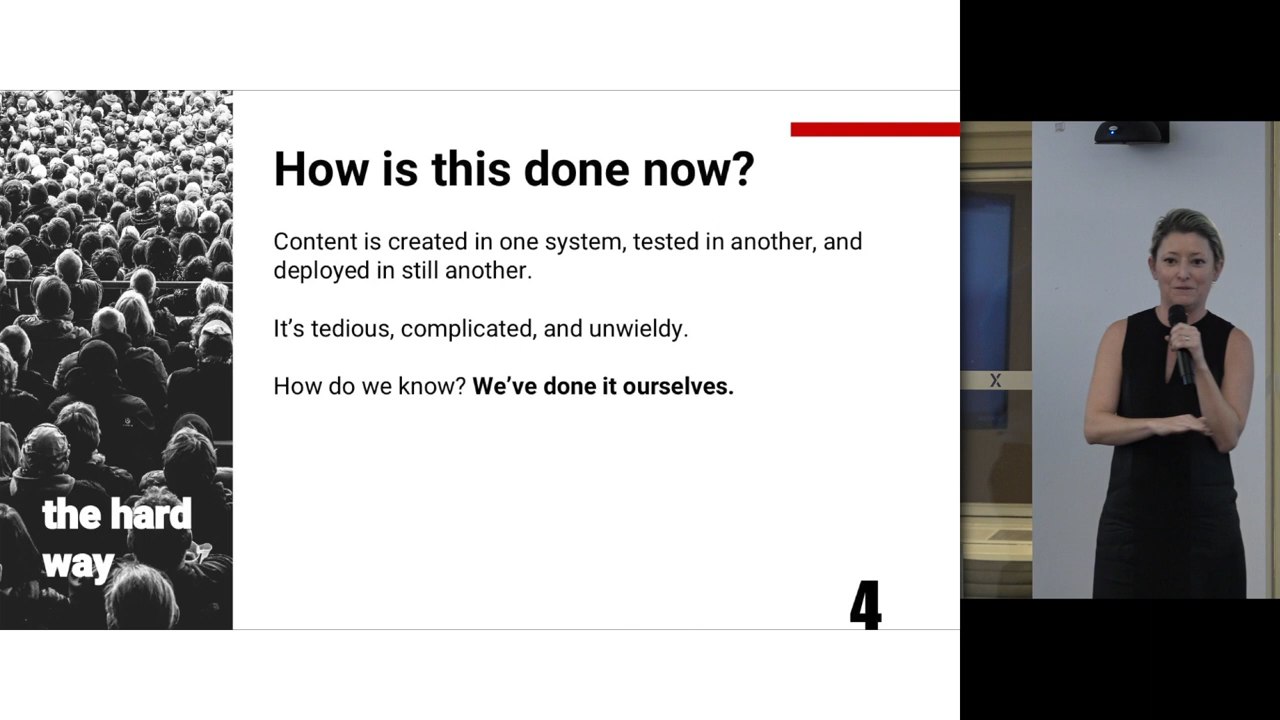 How is this done now?
Content is created in one system, tested in another, and
deployed in still another.
It’s tedious, complicated, and unwieldy.
How do we know? We’ve done it ourselves.
the hard
way
4
X